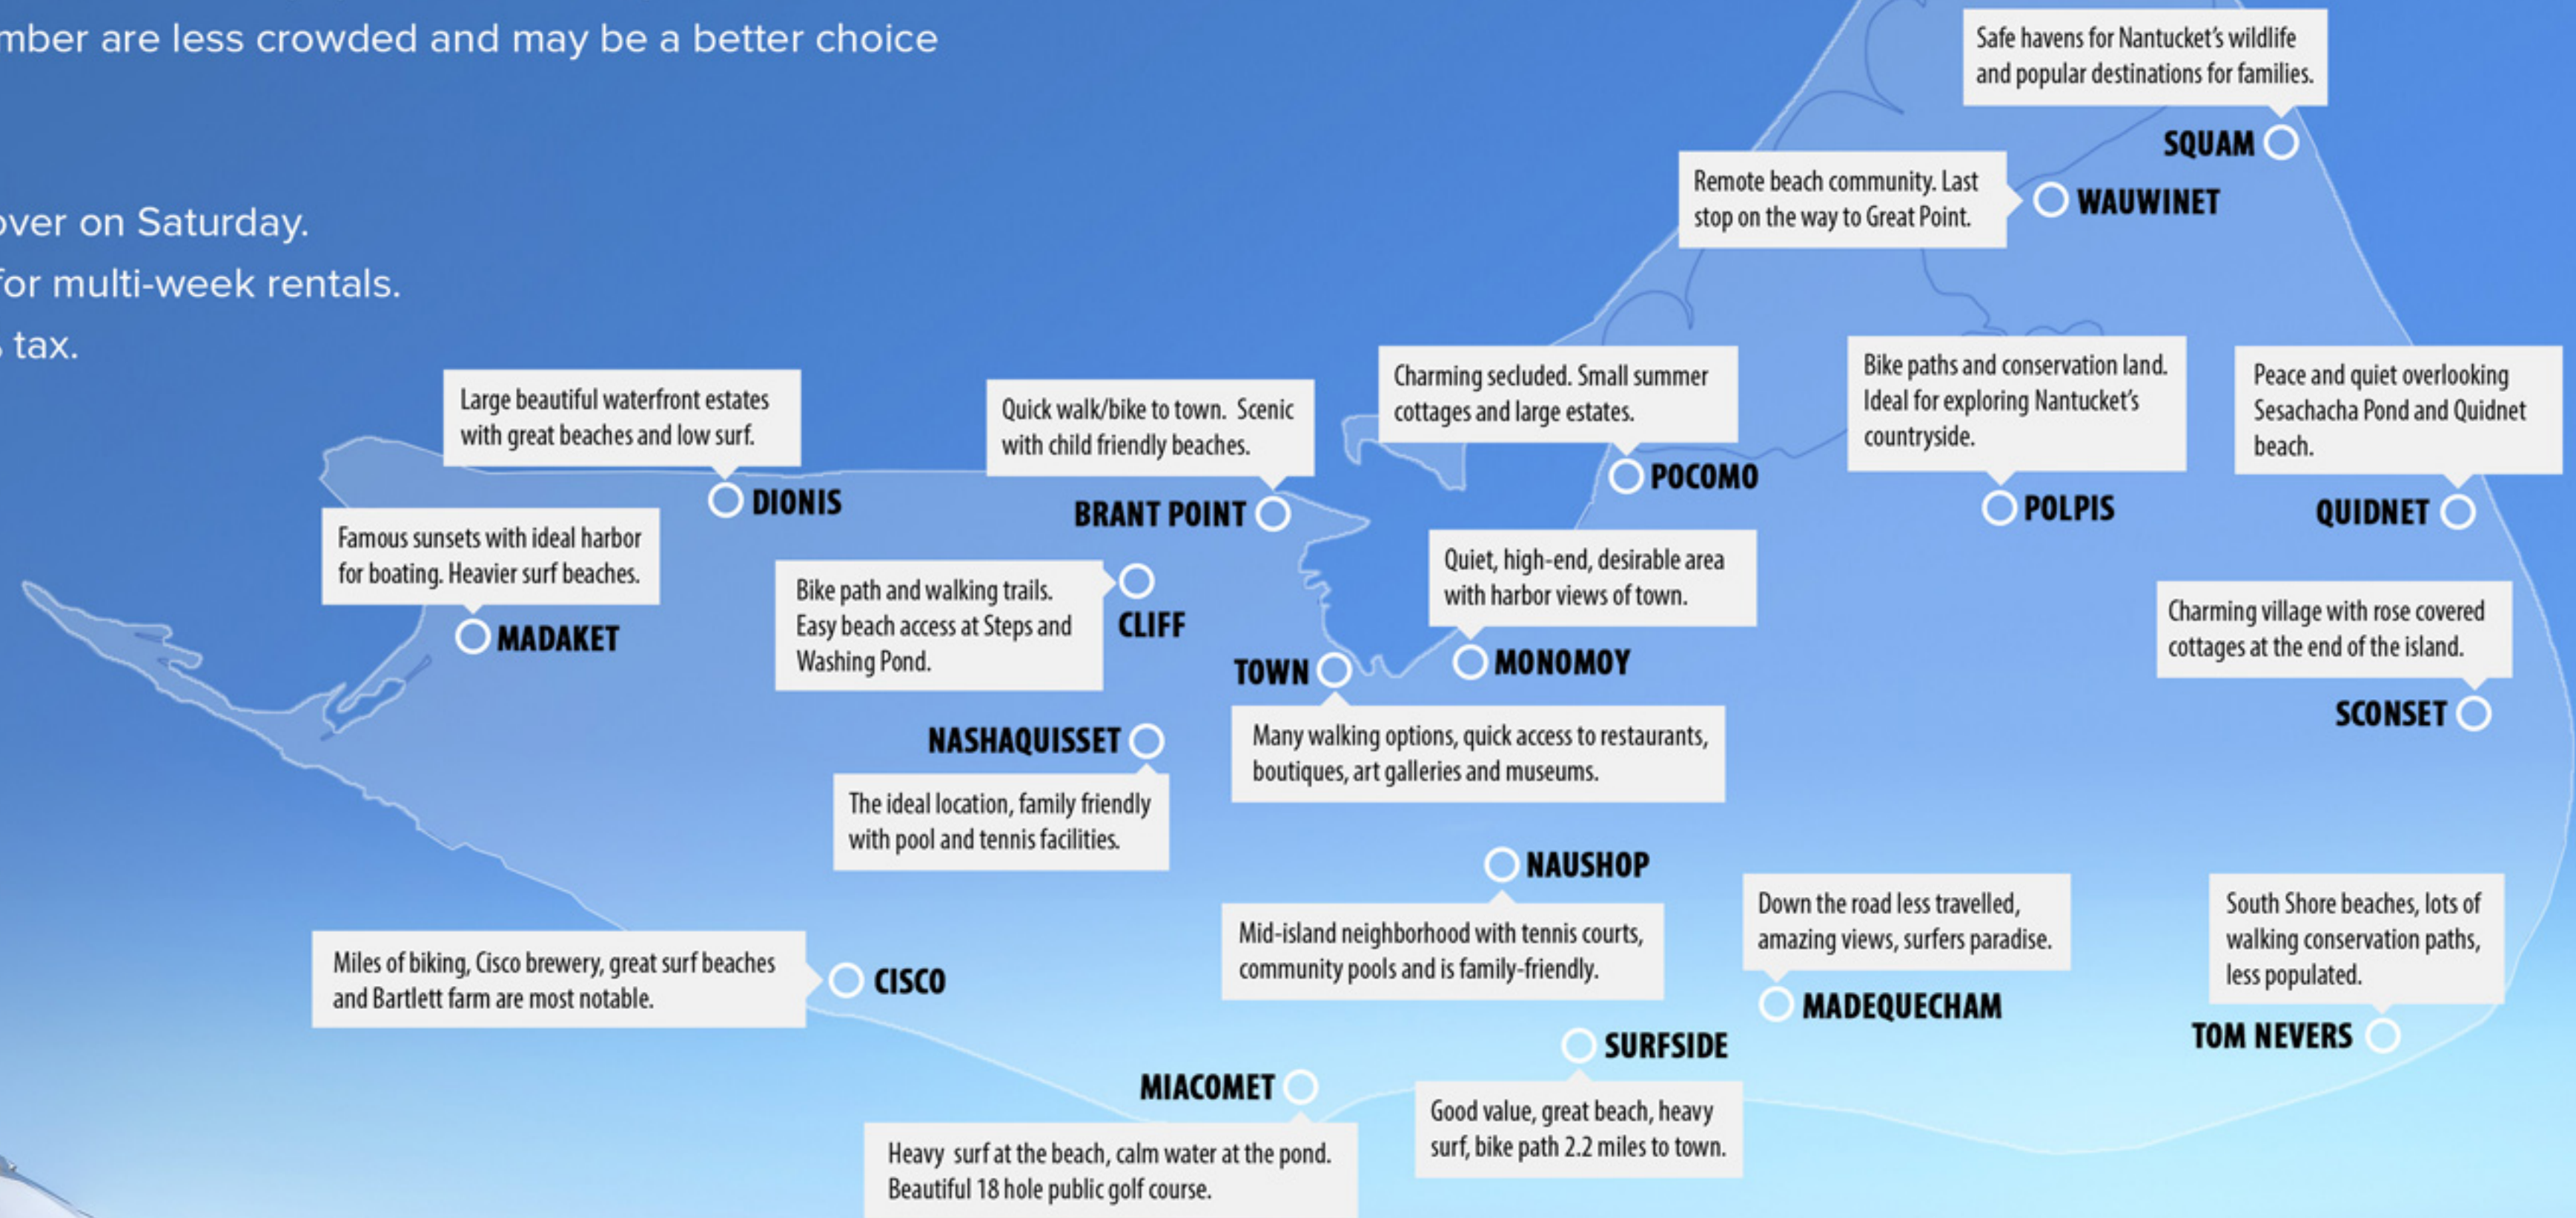 are less crowded and may be a better choice
on Saturday.
multi-week rentals.
tax.
Safe havens for Nantucket's wildlife
and popular destinations for families.
SQUAM
Remote beach community. Last
stop on the way to Great Point.
WAUWINET
Large beautiful waterfront estates
with great beaches and low surf.
DIONIS
Quick walk/bike to town. Scenic
with child friendly beaches.
BRANT POINT
Charming secluded. Small summer
cottages and large estates.
POCOMO
Bike paths and conservation land.
Ideal for exploring Nantucket's
countryside.
POLPIS
Peace and quiet overlooking
Sesachacha Pond and Quidnet
beach.
QUIDNET
Famous sunsets with ideal harbor
for boating. Heavier surf beaches.
MADAKET
Bike path and walking trails.
Easy beach access at Steps and
Washing Pond.
CLIFF
Quiet, high-end, desirable area
with harbor views of town.
MONOMOY
TOWN
Many walking options, quick access to restaurants,
boutiques, art galleries and museums.
Charming village with rose covered
cottages at the end of the island.
SCONSET
NASHAQUISSET
The ideal location, family friendly
with pool and tennis facilities.
NAUSHOP
Mid-island neighborhood with tennis courts,
community pools and is family-friendly.
Down the road less travelled,
amazing views, surfers paradise.
MADEQUECHAM
South Shore beaches, lots of
walking conservation paths,
less populated.
TOM NEVERS
Miles of biking, Cisco brewery, great surf beaches
and Bartlett farm are most notable.
CISCO
SURFSIDE
Good value, great beach, heavy
surf, bike path 2.2 miles to town.
MIACOMET
Heavy surf at the beach, calm water at the pond.
Beautiful 18 hole public golf course.